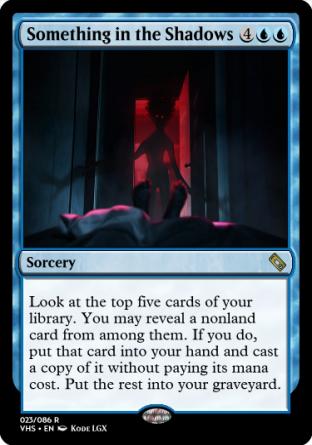 Something in the Shadows 4
Sorcery
Look at the top five cards of your
library. You may reveal a nonland
card from among them. If you do,
put that card into your hand and cast
a copy of it without paying its mana
cost. Put the rest into your graveyard.
023/086 R
VHS • EN Kode LGX